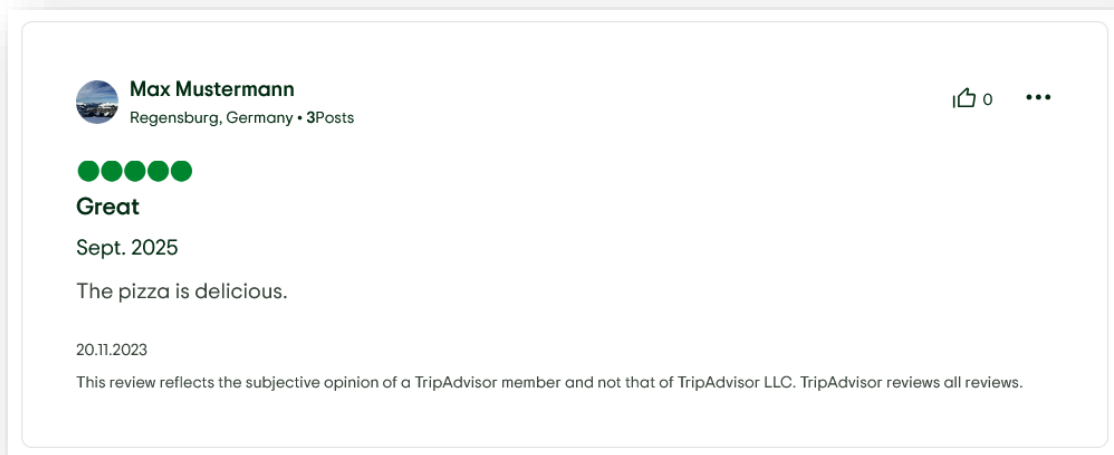 Max Mustermann
0
Regensburg, Germany • 3Posts
Great
Sept. 2025
The pizza is delicious.
20.11.2023
This review reflects the subjective opinion of a TripAdvisor member and not that of TripAdvisor LLC. TripAdvisor reviews all reviews.